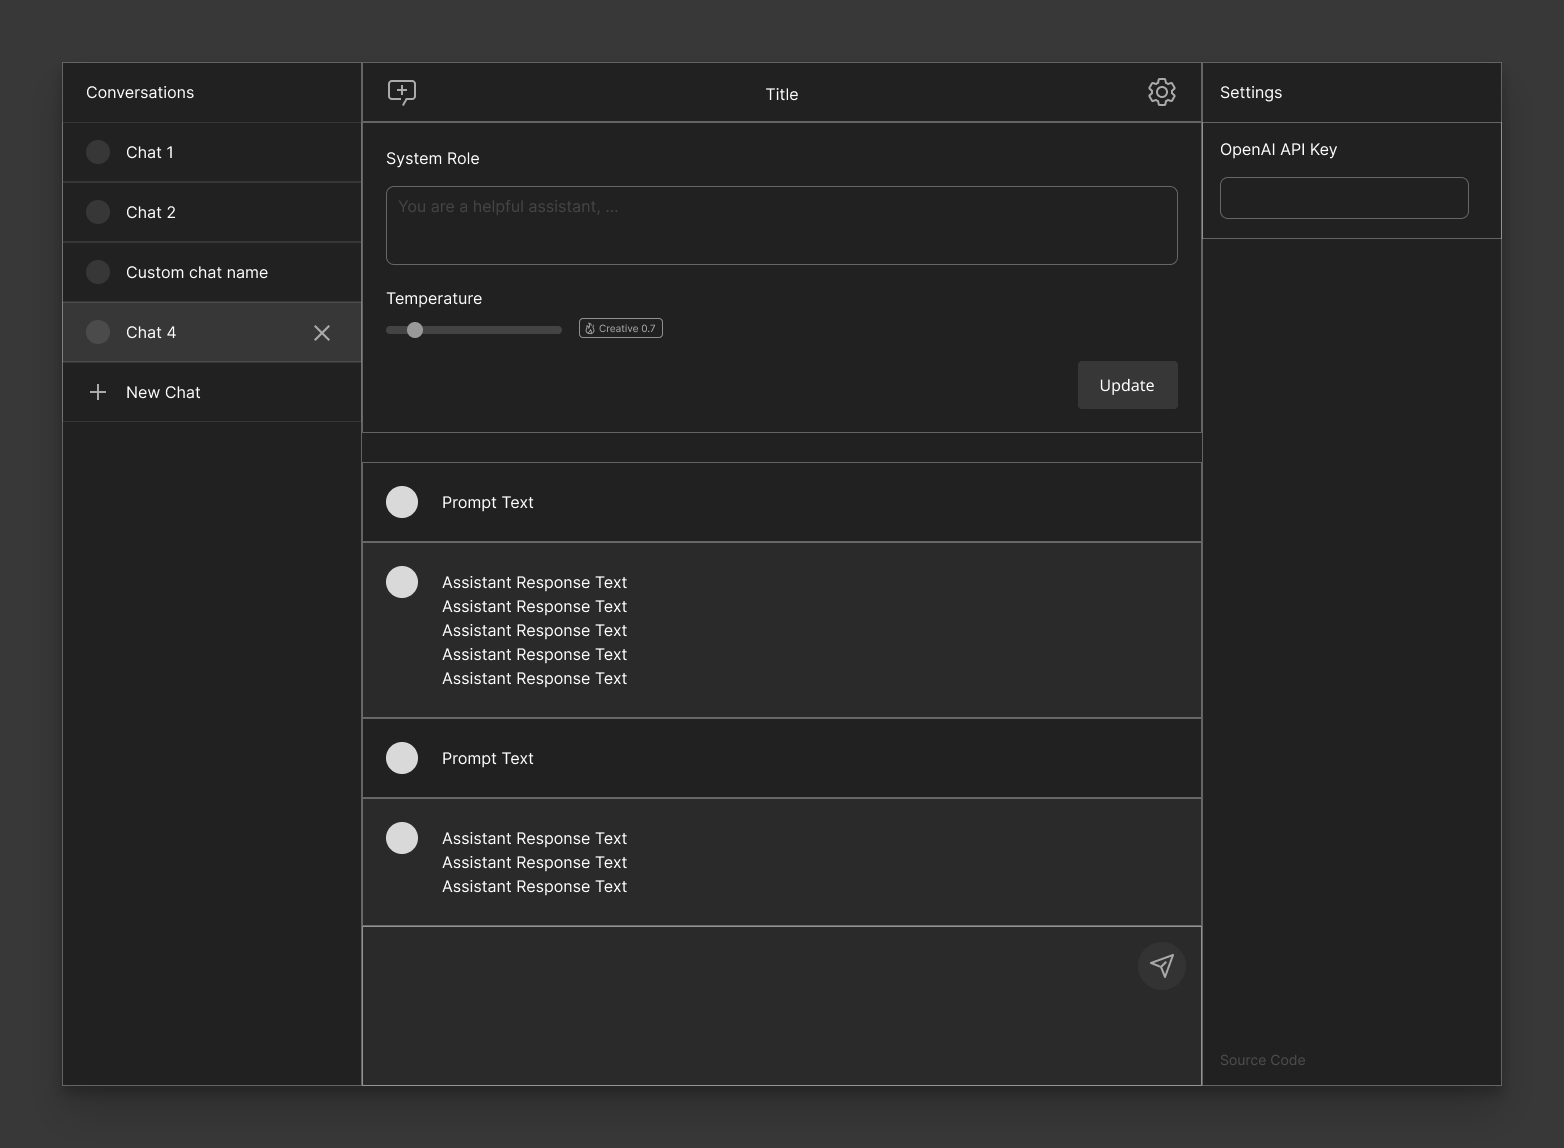 Conversations
Chat 1
Chat 2
Custom chat name
Chat 4
New Chat
Title
System Role
You are a helpful assistant, ...
Temperature
Creative 0.7
Update
Prompt Text
Assistant Response Text
Assistant Response Text
Assistant Response Text
Assistant Response Text
Assistant Response Text
Prompt Text
Assistant Response Text
Assistant Response Text
Assistant Response Text
Settings
OpenAI API Key
Source Code